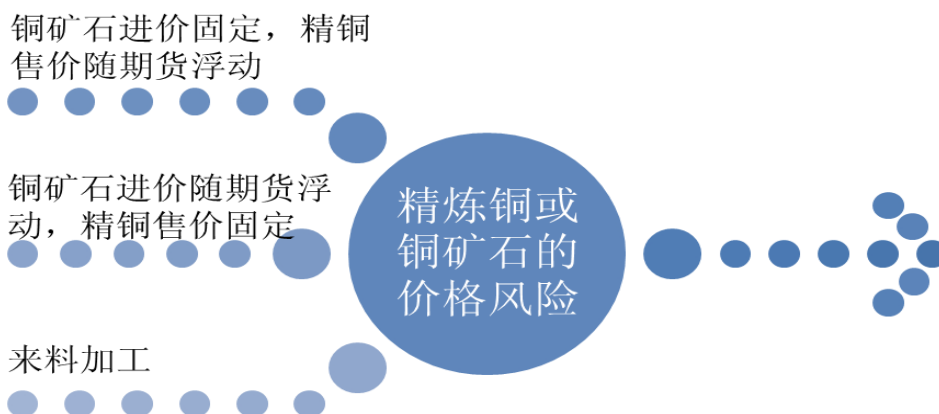 铜矿石进价固定，精铜
售价随期货浮动
铜矿石进价随期货浮
动，精铜售价固定
来料加工
精炼铜或
铜矿石的
价格风险